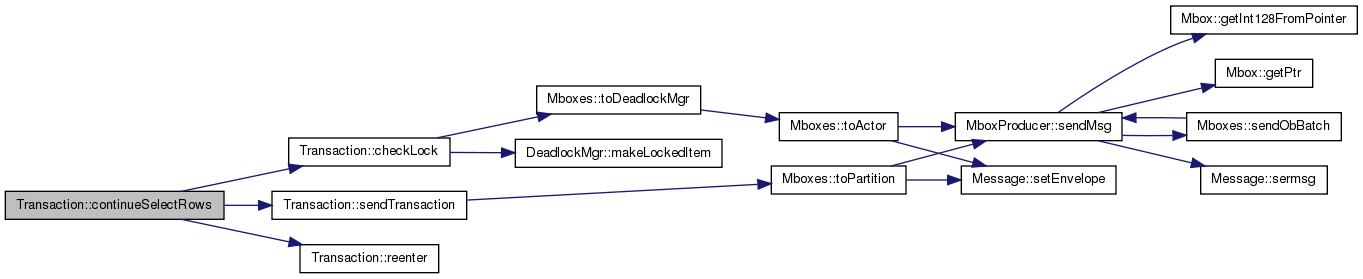 Mbox::getInt128FromPointer
Mbox::getPtr
Mboxes::toDeadlockMgr
Mboxes::toActor
MboxProducer::sendMsg
Mboxes::sendObBatch
Transaction::checkLock
DeadlockMgr::makeLockedItem
Mboxes::toPartition
Message::setEnvelope
Message::sermsg
Transaction::continueSelectRows
Transaction::sendTransaction
Transaction::reenter